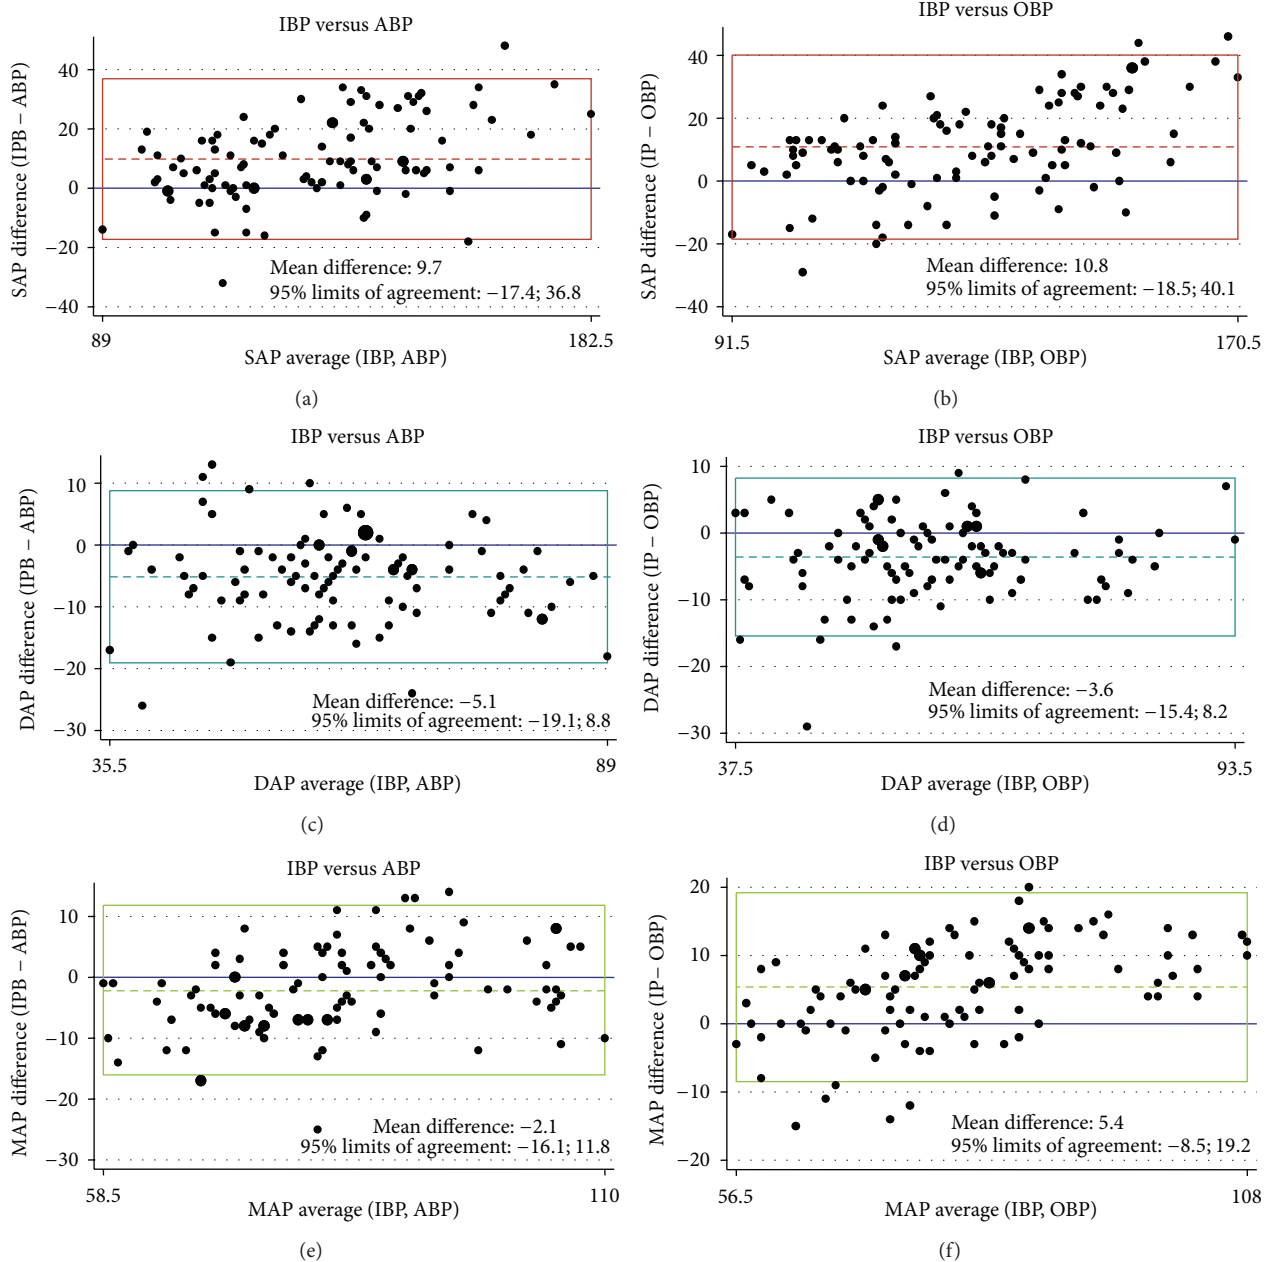 IBP versus ABP
SAP difference (IPB − ABP)
40
20
0
−20
−40
Mean difference: 9.7
95% limits of agreement: −17.4; 36.8
89
182.5
SAP average (IBP, ABP)
(a)
IBP versus OBP
SAP difference (IP − OBP)
40
20
0
−20
−40
Mean difference: 10.8
95% limits of agreement: −18.5; 40.1
91.5
170.5
SAP average (IBP, OBP)
(b)
IBP versus ABP
DAP difference (IPB − ABP)
10
0
−10
−20
−30
Mean difference: −5.1
95% limits of agreement: −19.1; 8.8
35.5
89
DAP average (IBP, ABP)
(c)
IBP versus OBP
DAP difference (IP − OBP)
10
0
−10
−20
−30
Mean difference: −3.6
95% limits of agreement: −15.4; 8.2
37.5
93.5
DAP average (IBP, OBP)
(d)
IBP versus ABP
MAP difference (IPB − ABP)
10
0
−10
−20
−30
Mean difference: −2.1
95% limits of agreement: −16.1; 11.8
58.5
110
MAP average (IBP, ABP)
(e)
IBP versus OBP
MAP difference (IP − OBP)
20
10
0
−10
−20
Mean difference: 5.4
95% limits of agreement: −8.5; 19.2
56.5
108
MAP average (IBP, OBP)
(f)